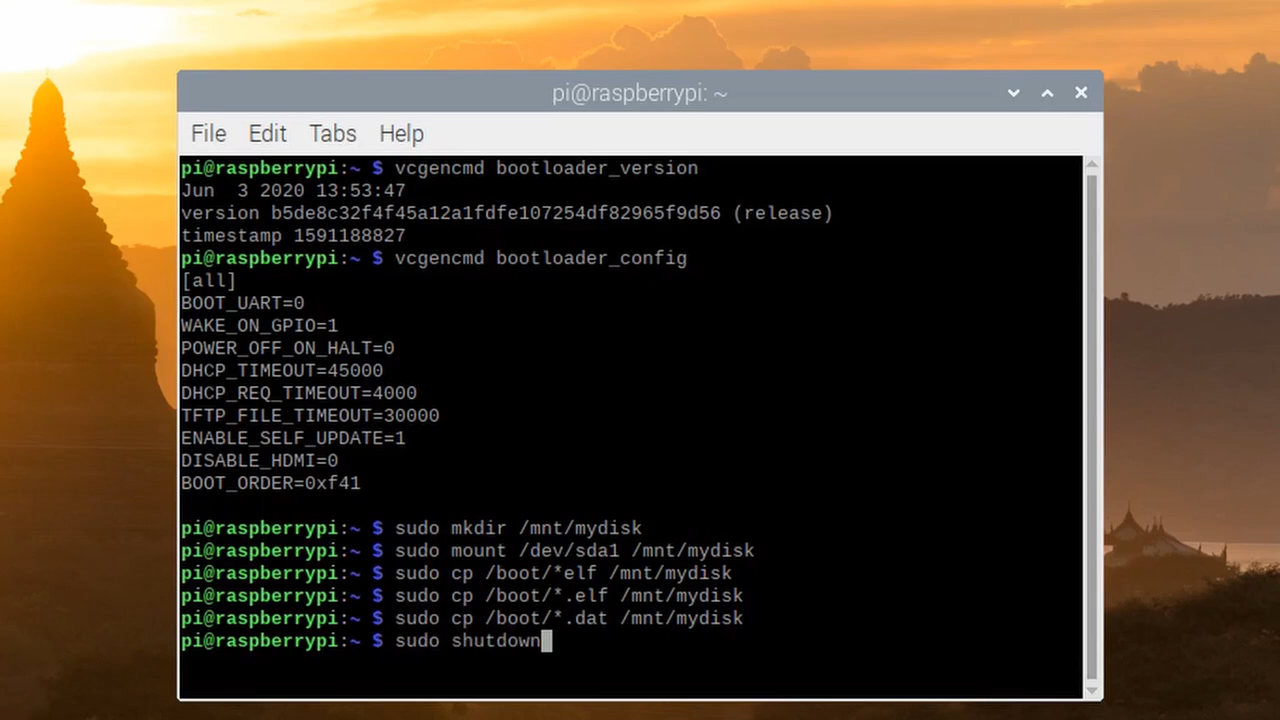 pi@raspberrypi: ~
File Edit Tabs Help
pi@raspberrypi:~ $ vcgencmd bootloader_version
Jun  3 2020 13:53:47
version b5de8c32f4f45a12a1fdfe107254df82965f9d56 (release)
timestamp 1591188827
pi@raspberrypi:~ $ vcgencmd bootloader_config
[all]
BOOT_UART=0
WAKE_ON_GPIO=1
POWER_OFF_ON_HALT=0
DHCP_TIMEOUT=45000
DHCP_REQ_TIMEOUT=4000
TFTP_FILE_TIMEOUT=30000
ENABLE_SELF_UPDATE=1
DISABLE_HDMI=0
BOOT_ORDER=0xf41
pi@raspberrypi:~ $ sudo mkdir /mnt/mydisk
pi@raspberrypi:~ $ sudo mount /dev/sda1 /mnt/mydisk
pi@raspberrypi:~ $ sudo cp /boot/*elf /mnt/mydisk
pi@raspberrypi:~ $ sudo cp /boot/*.elf /mnt/mydisk
pi@raspberrypi:~ $ sudo cp /boot/*.dat /mnt/mydisk
pi@raspberrypi:~ $ sudo shutdown